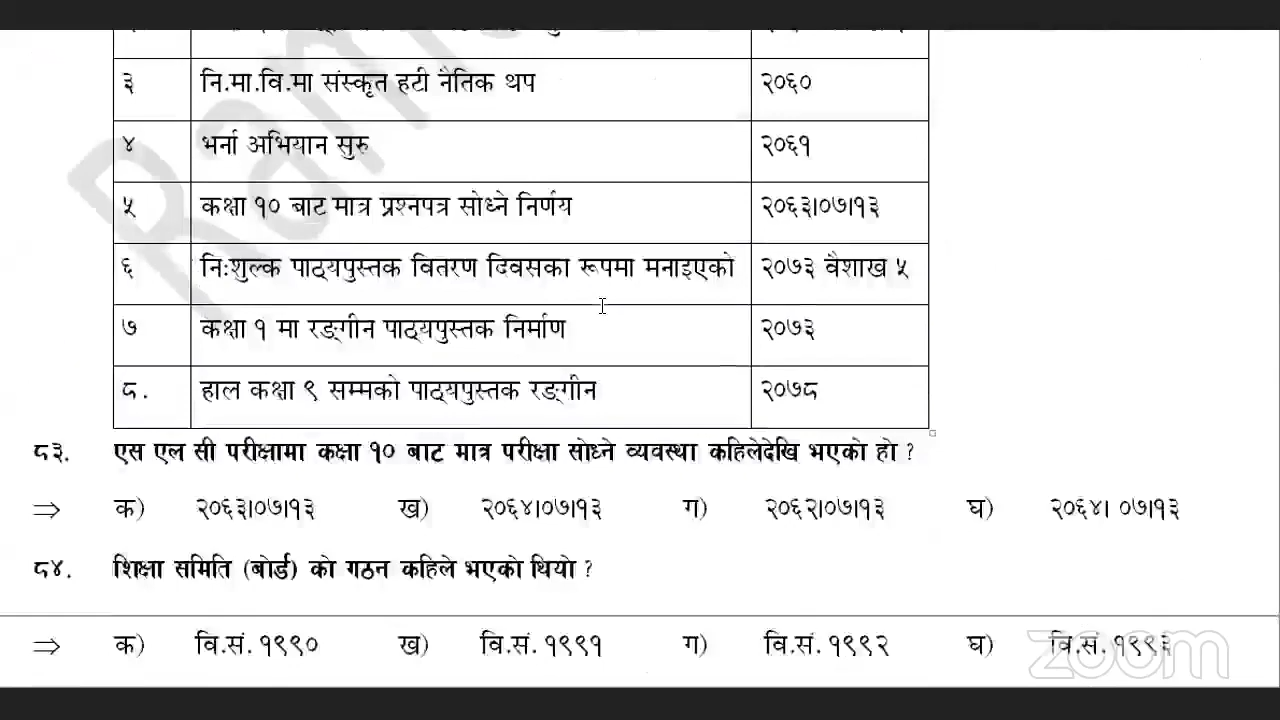 ३ नि.मा.वि.मा संस्कृत हटी नैतिक थप २०६०
४ भर्ना अभियान सुरु २०६१
५ कक्षा १० बाट मात्र प्रश्नपत्र सोध्ने निर्णय २०६३।०७।१३
६ निःशुल्क पाठ्यपुस्तक वितरण दिवसका रूपमा मनाइएको २०७३ वैशाख ५
७ कक्षा १ मा रङ्गीन पाठ्यपुस्तक निर्माण २०७३
८. हाल कक्षा ९ सम्मको पाठ्यपुस्तक रङ्गीन २०७८
८३. एस एल सी परीक्षामा कक्षा १० बाट मात्र परीक्षा सोध्ने व्यवस्था कहिलेदेखि भएको हो ?
⇒ क) २०६३।०७।१३ ख) २०६४।०७।१३ ग) २०६२।०७।१३ घ) २०६४। ०७।१३
८४. शिक्षा समिति (बोर्ड) को गठन कहिले भएको थियो ?
⇒ क) वि.सं. १९९० ख) वि.सं. १९९१ ग) वि.सं. १९९२ घ) वि.सं. १९९३
zoom